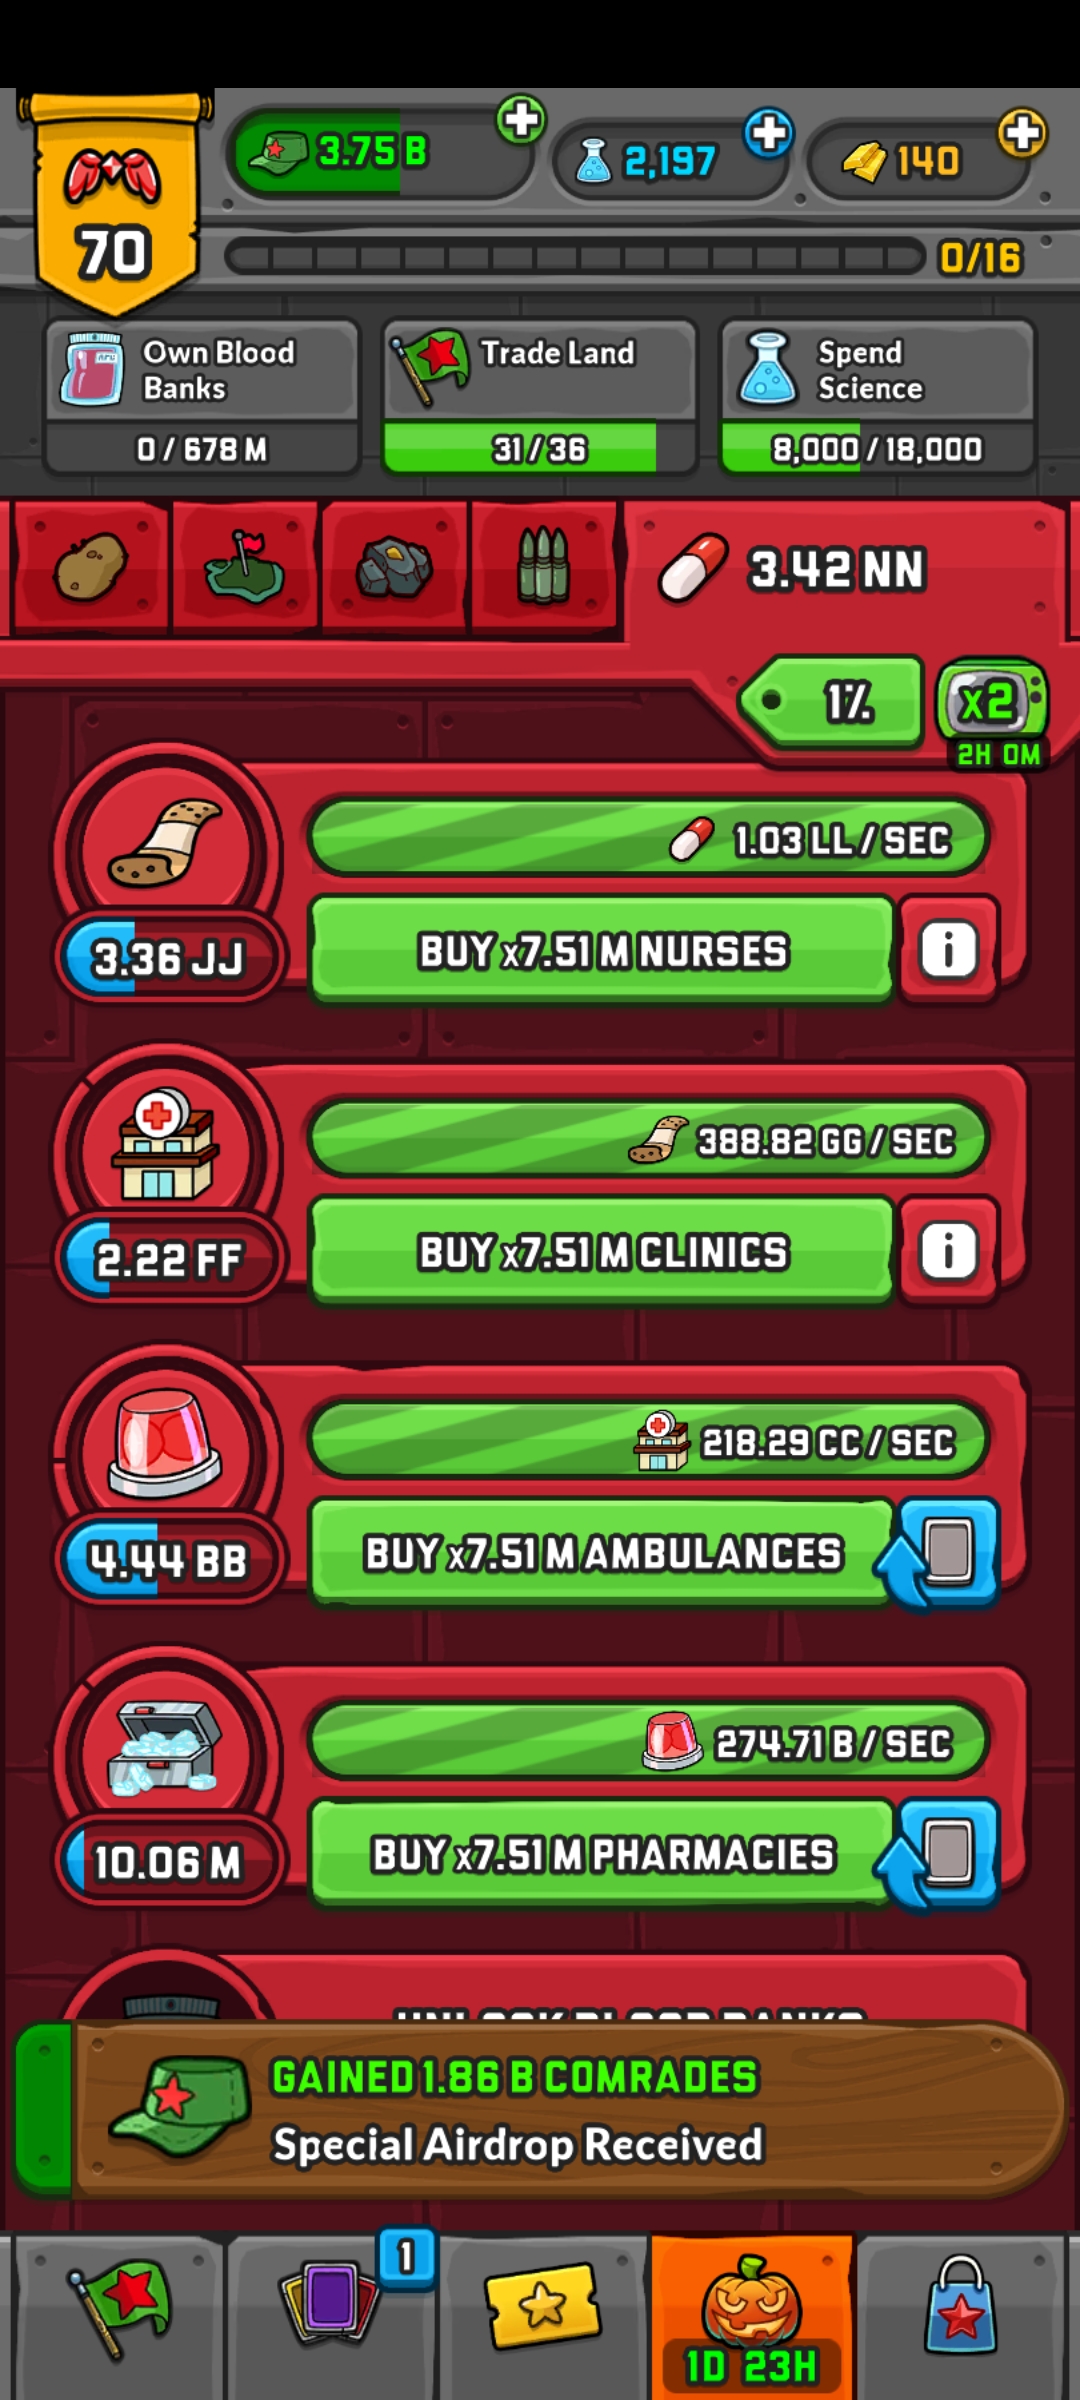 70
3.75 B
2,197
140
0/16
Own Blood
Banks
0 / 678 M
Trade Land
31 / 36
Spend
Science
8,000 / 18,000
3.42 NN
1%
x2
2H 0M
1.03 LL / SEC
3.36 JJ
BUY x7.51 M NURSES
i
388.82 GG / SEC
2.22 FF
BUY x7.51 M CLINICS
i
218.29 CC / SEC
4.44 BB
BUY x7.51 M AMBULANCES
274.71 B / SEC
10.06 M
BUY x7.51 M PHARMACIES
UNLOCK BLOOD BANKS
GAINED 1.86 B COMRADES
Special Airdrop Received
1
1D 23H